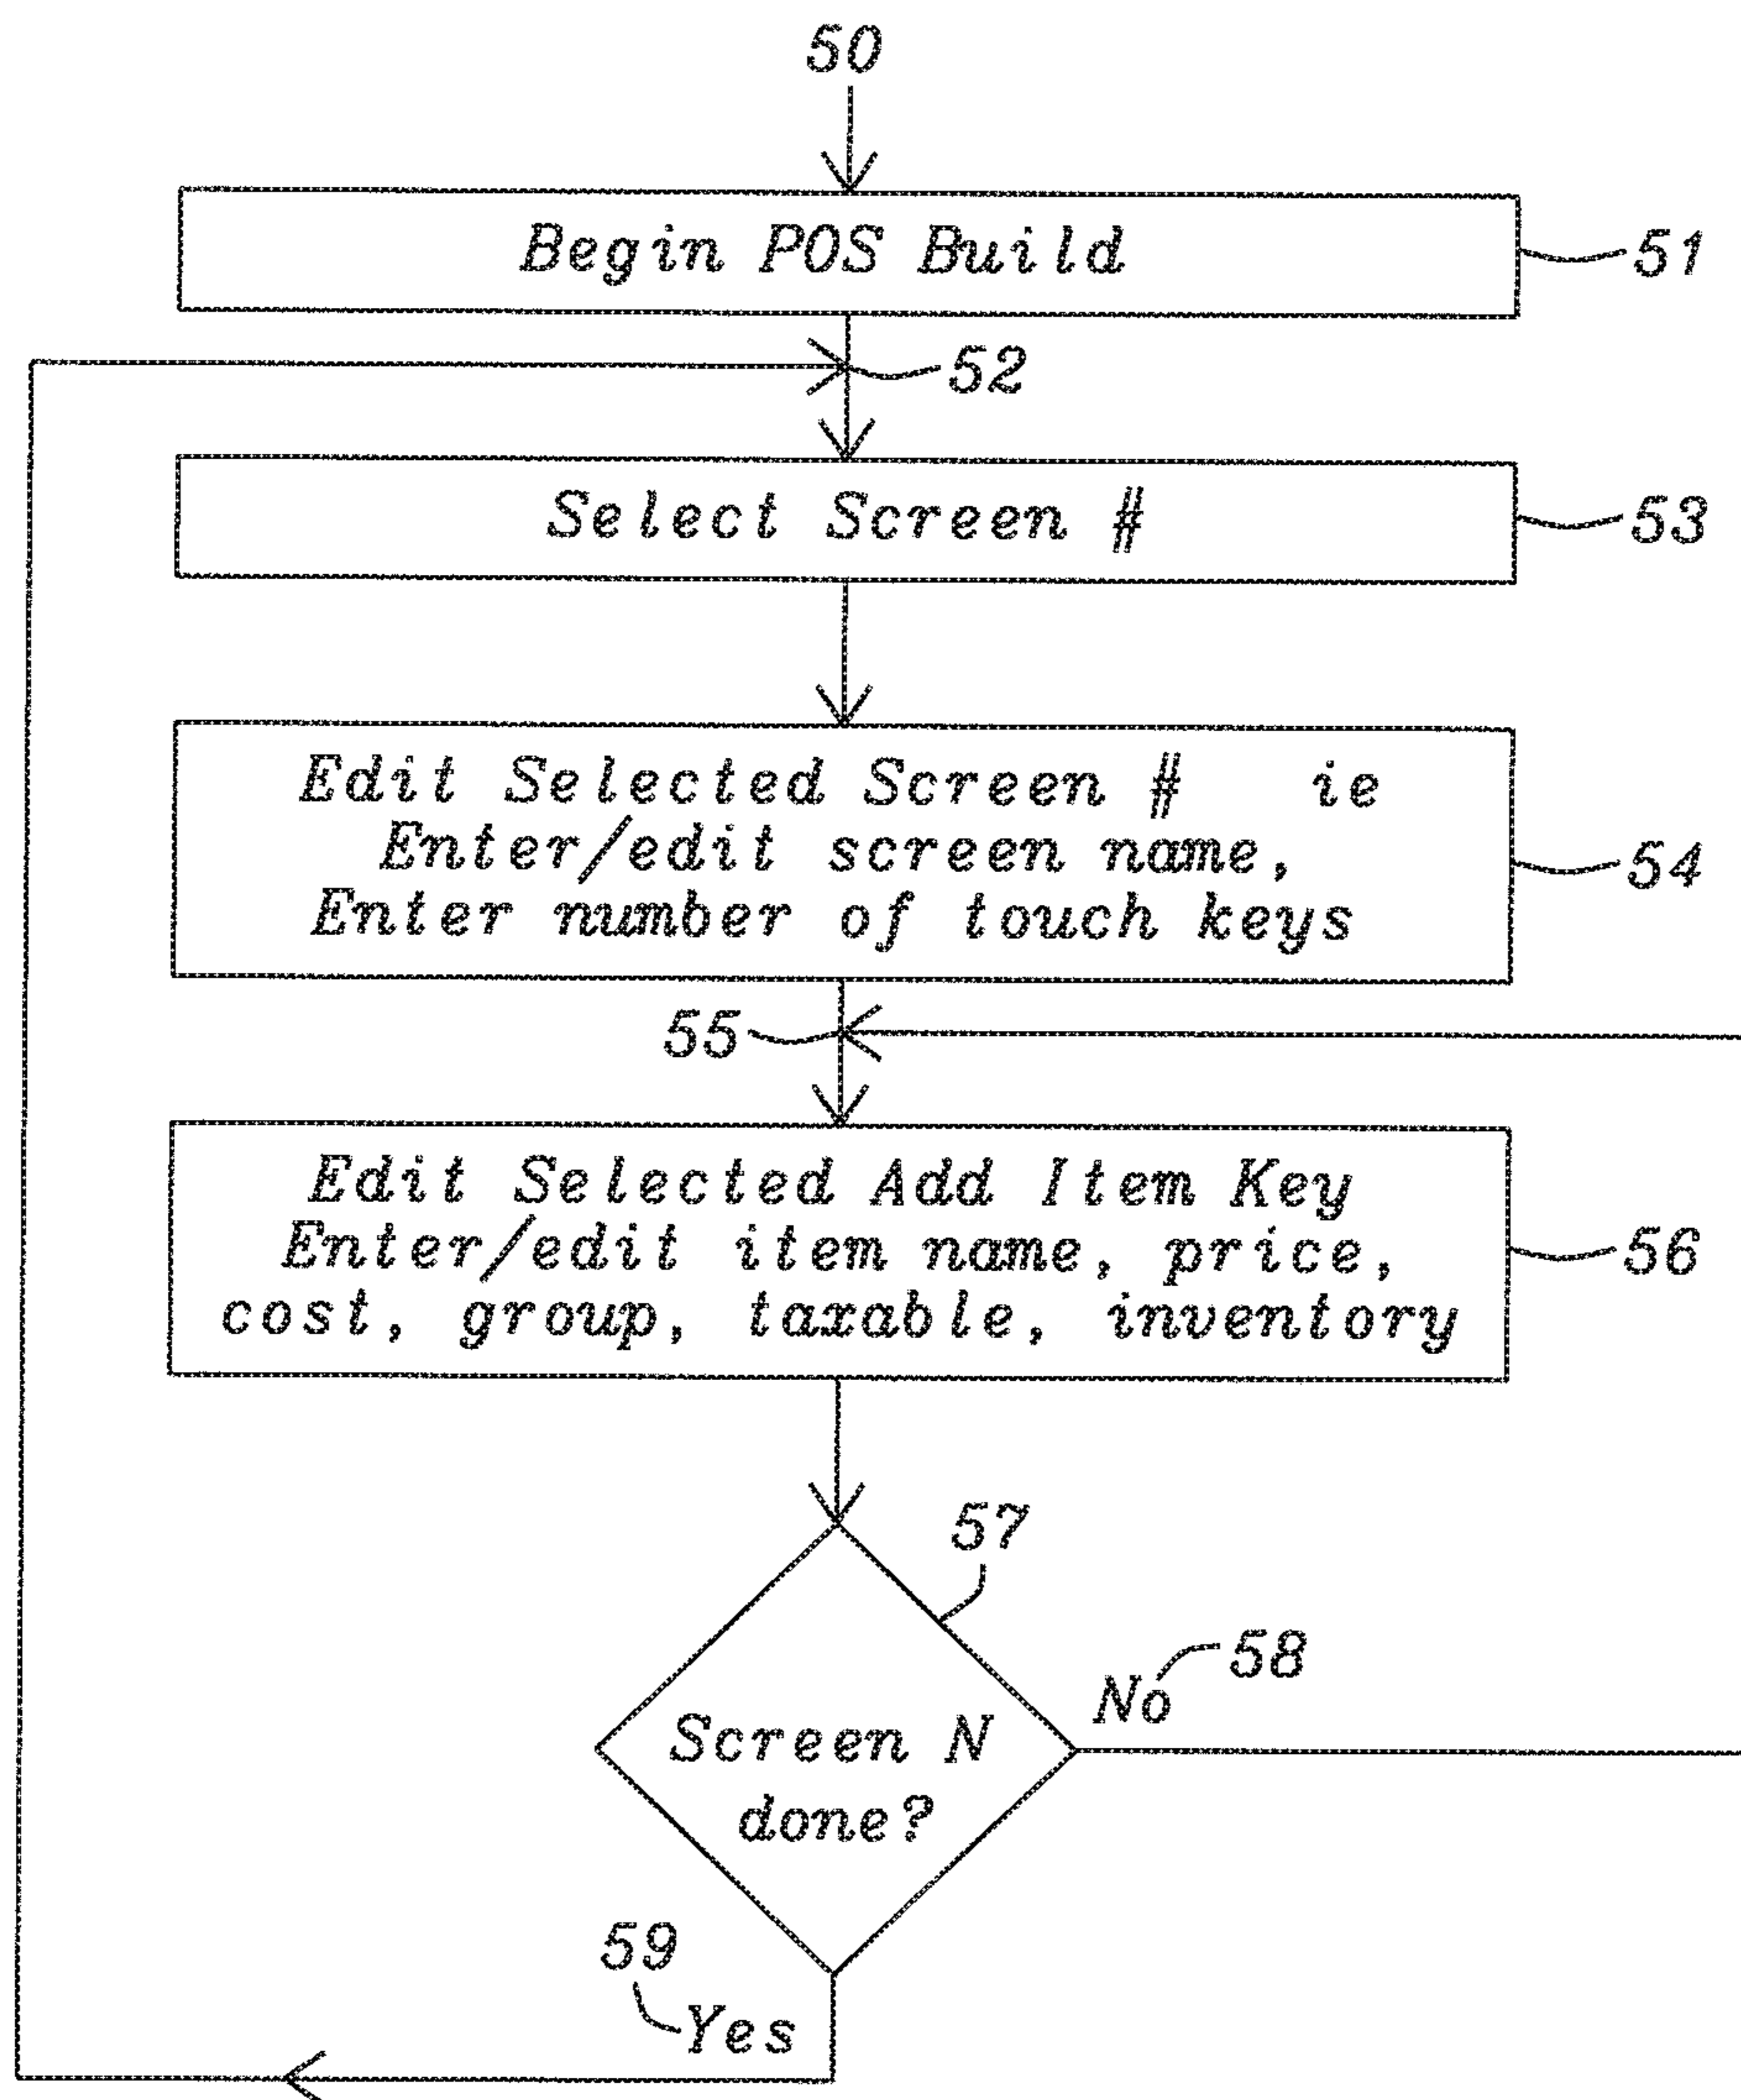 50
Begin POS Build
51
52
Select Screen #
53
Edit Selected Screen # ie
Enter/edit screen name,
Enter number of touch keys
54
55
Edit Selected Add Item Key
Enter/edit item name, price,
cost, group, taxable, inventory
56
57
No
58
Screen N
done?
59
Yes